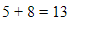 5 + 8 = 13